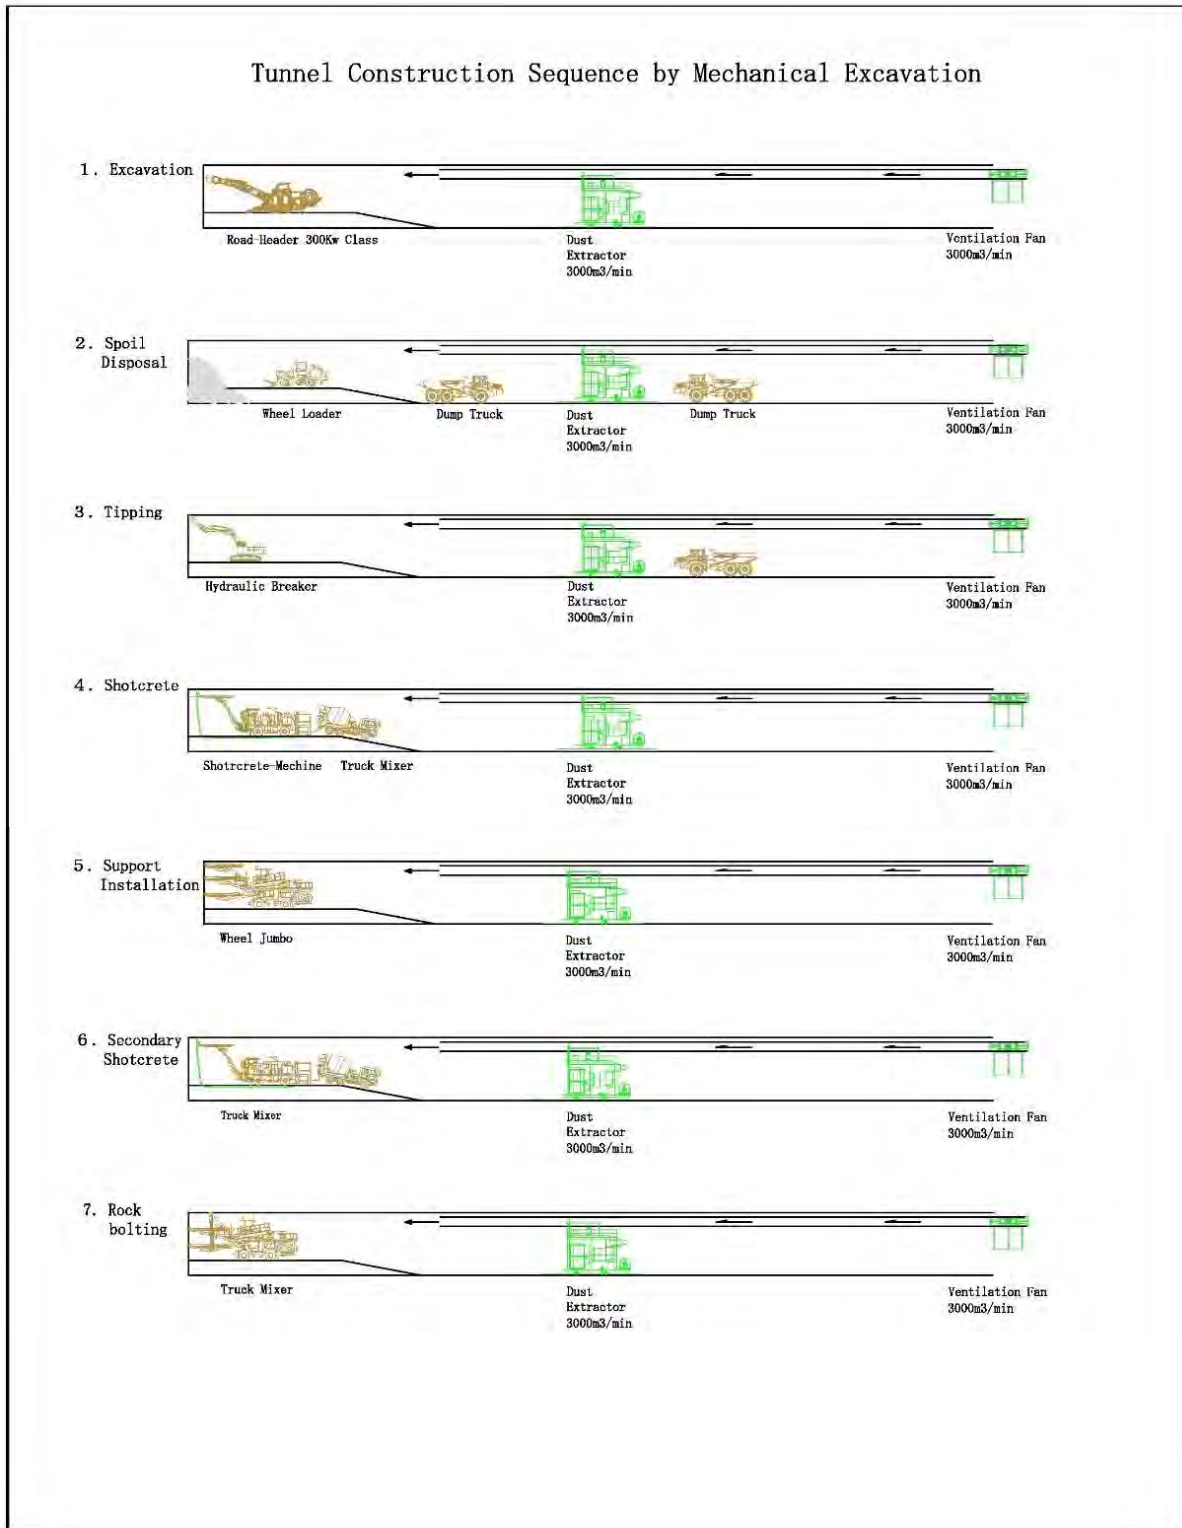 Tunnel Construction Sequence by Mechanical Excavation
1. Excavation
Road-Header 300Kw Class
Dust
Extractor
3000m3/min
Ventilation Fan
3000m3/min
2. Spoil
Disposal
Wheel Loader
Dump Truck
Dust
Extractor
3000m3/min
Dump Truck
Ventilation Fan
3000m3/min
3. Tipping
Hydraulic Breaker
Dust
Extractor
3000m3/min
Ventilation Fan
3000m3/min
4. Shotcrete
Shotrcrete-Mechine
Truck Mixer
Dust
Extractor
3000m3/min
Ventilation Fan
3000m3/min
5. Support
Installation
Wheel Jumbo
Dust
Extractor
3000m3/min
Ventilation Fan
3000m3/min
6. Secondary
Shotcrete
Truck Mixer
Dust
Extractor
3000m3/min
Ventilation Fan
3000m3/min
7. Rock
bolting
Truck Mixer
Dust
Extractor
3000m3/min
Ventilation Fan
3000m3/min